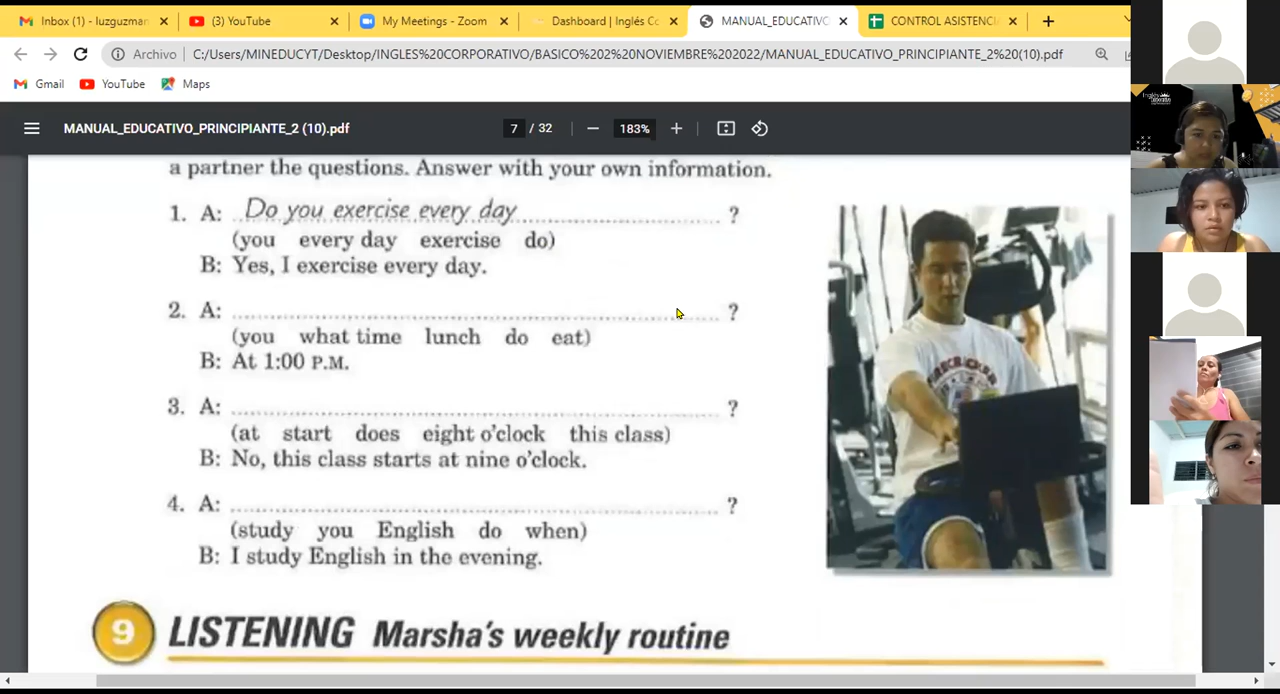 Inbox (1) - luzguzman
(3) YouTube
My Meetings - Zoom
Dashboard | Inglés Co
MANUAL_EDUCATIVO
CONTROL ASISTENCI
Archivo
C:/Users/MINEDUCYT/Desktop/INGLES%20CORPORATIVO/BASICO%202%20NOVIEMBRE%202022/MANUAL_EDUCATIVO_PRINCIPIANTE_2%20(10).pdf
Gmail
YouTube
Maps
MANUAL_EDUCATIVO_PRINCIPIANTE_2 (10).pdf
7 / 32
183%
a partner the questions. Answer with your own information.
1. A: Do you exercise every day ?
(you every day exercise do)
B: Yes, I exercise every day.
2. A: ?
(you what time lunch do eat)
B: At 1:00 P.M.
3. A: ?
(at start does eight o'clock this class)
B: No, this class starts at nine o'clock.
4. A: ?
(study you English do when)
B: I study English in the evening.
9 LISTENING Marsha's weekly routine